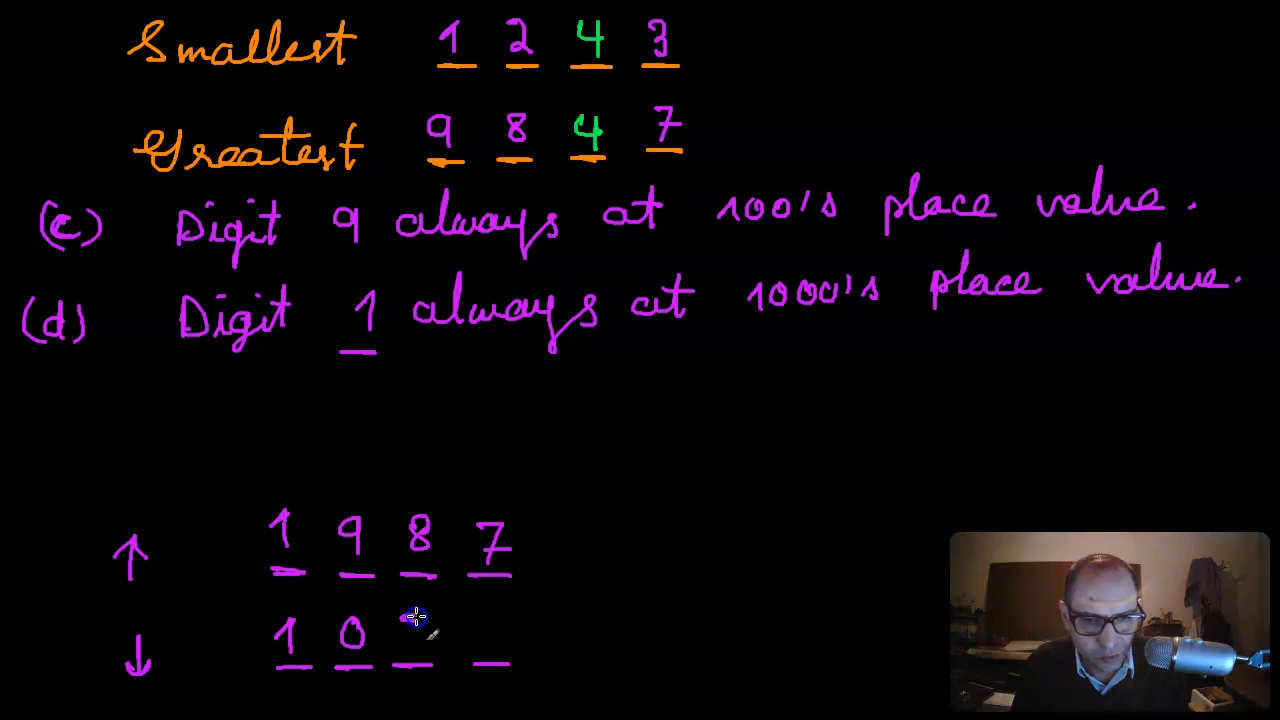 Smallest 1 2 4 3
Greatest 9 8 4 7
(c) Digit 9 always at 100's place value.
(d) Digit 1 always at 1000's place value.
↑ 1 9 8 7
↓ 1 0